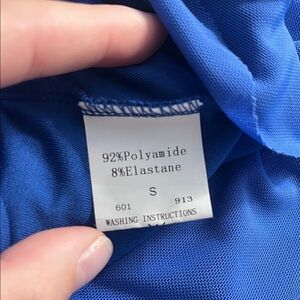 92%Polyamide
8%Elastane
S
601 913
WASHING INSTRUCTIONS